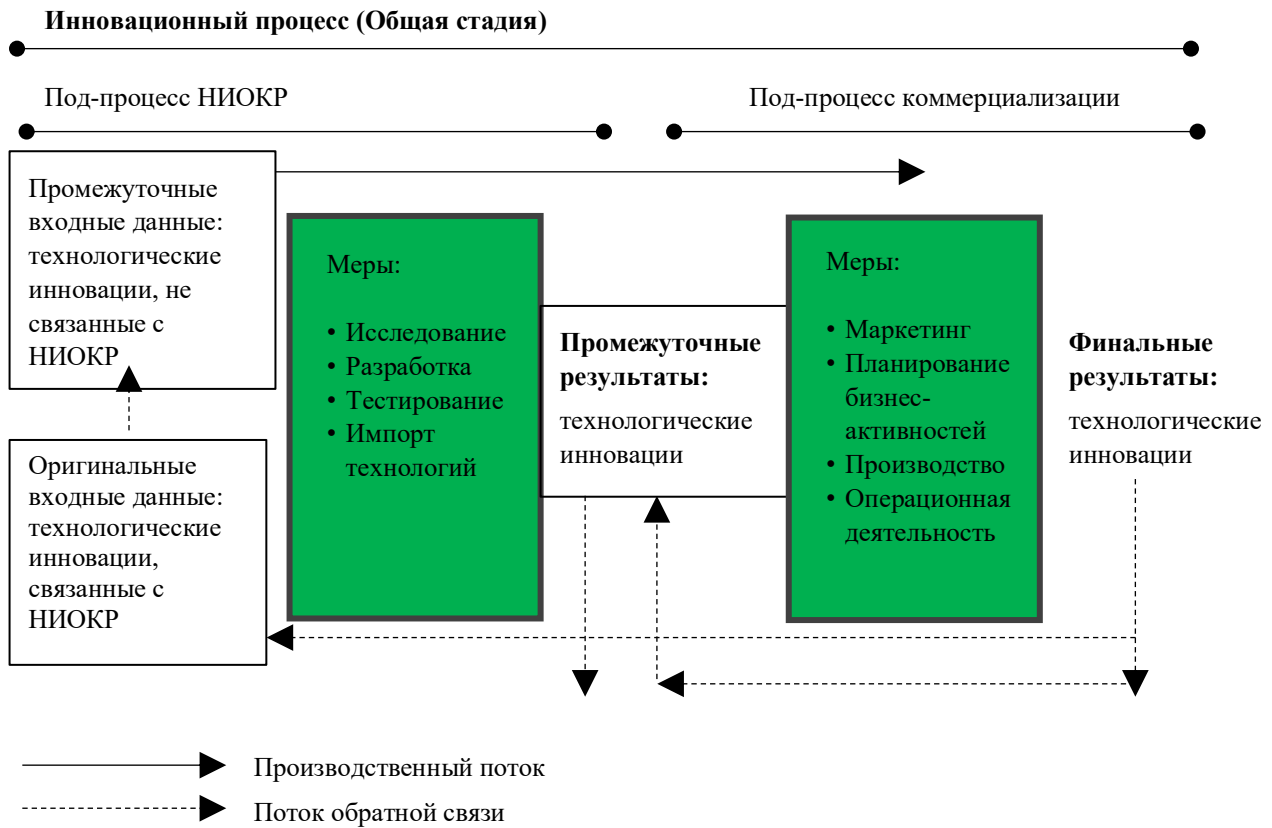 Инновационный процесс (Общая стадия)
Под-процесс НИОКР
Под-процесс коммерциализации
Промежуточные
входные данные:
технологические
инновации, не
связанные с
НИОКР
Оригинальные
входные данные:
технологические
инновации,
связанные с
НИОКР
Меры:
• Исследование
• Разработка
• Тестирование
• Импорт
технологий
Промежуточные
результаты:
технологические
инновации
Меры:
• Маркетинг
• Планирование
бизнес-
активностей
• Производство
• Операционная
деятельность
Финальные
результаты:
технологические
инновации
Производственный поток
Поток обратной связи